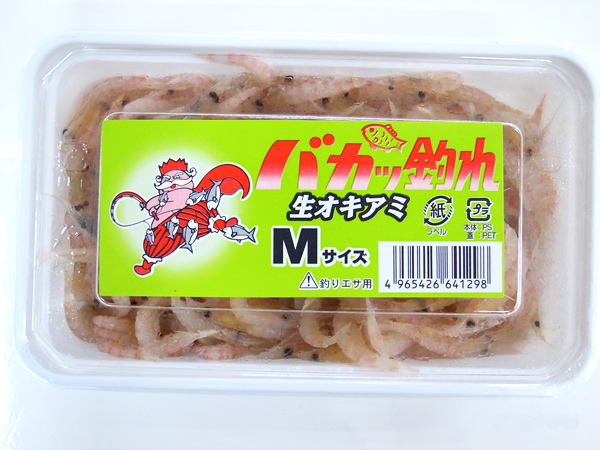 バカッ釣れ
生オキアミ
Mサイズ
釣りエサ用
紙
ラベル
プラ
本体:PS
蓋:PET
4 965426 641298